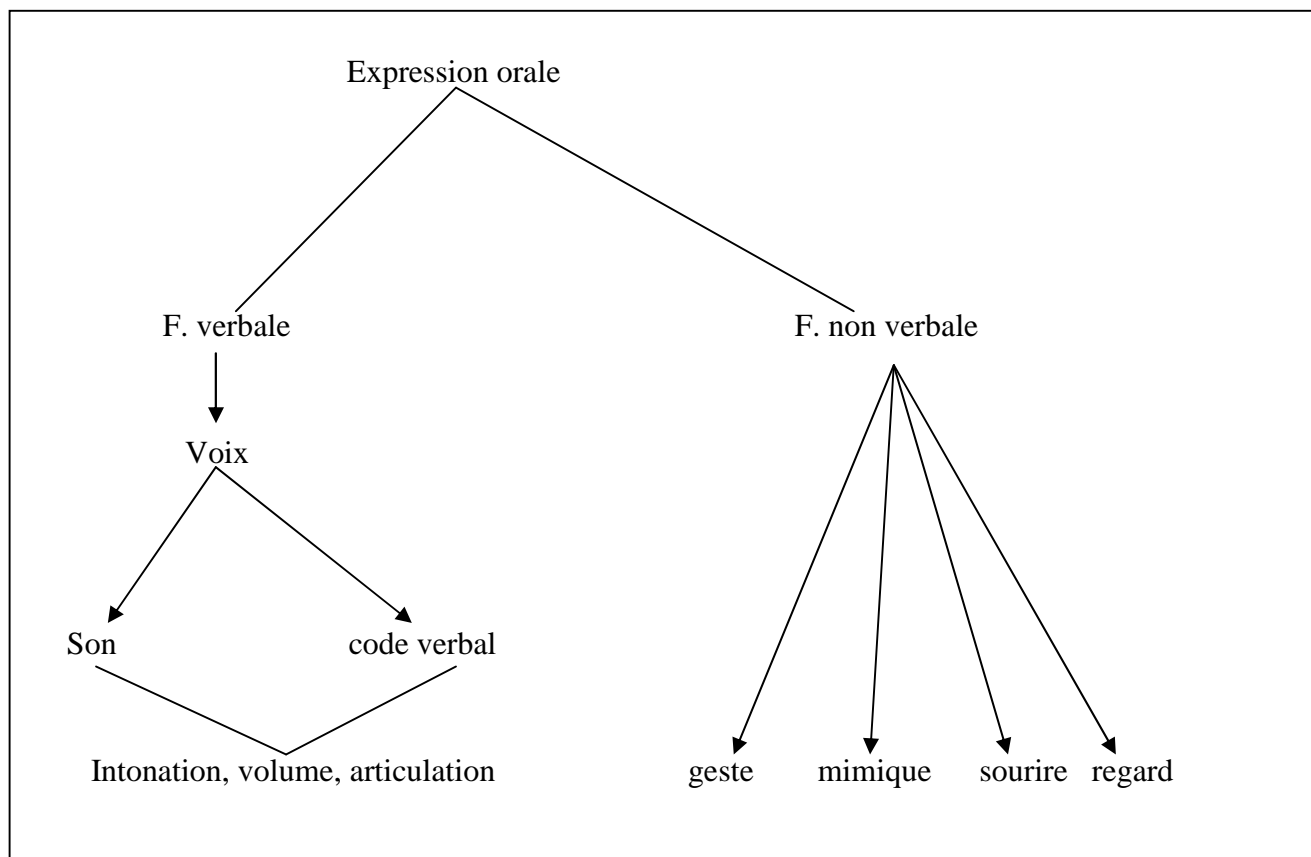 Expression orale
F. verbale
F. non verbale
Voix
Son
code verbal
Intonation, volume, articulation
geste
mimique
sourire
regard